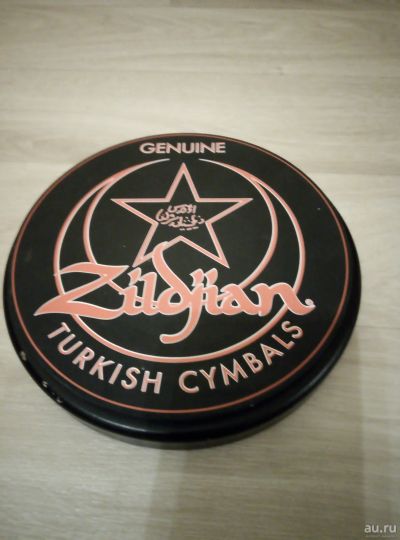 GENUINE
Zildjian
TURKISH CYMBALS
au.ru